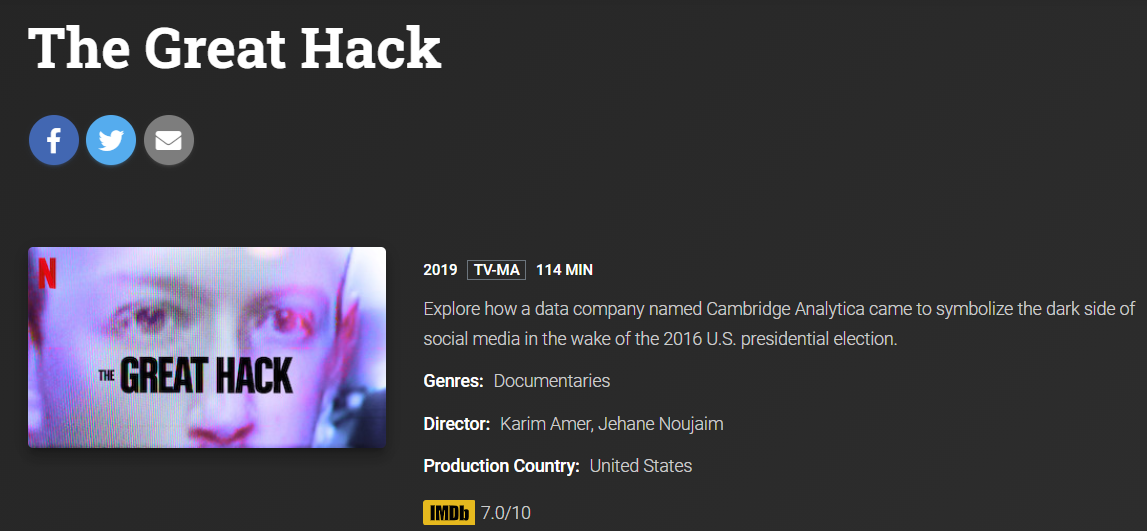 The Great Hack
N
THE GREAT HACK
2019 TV-MA 114 MIN
Explore how a data company named Cambridge Analytica came to symbolize the dark side of
social media in the wake of the 2016 U.S. presidential election.
Genres: Documentaries
Director: Karim Amer, Jehane Noujaim
Production Country: United States
IMDb 7.0/10